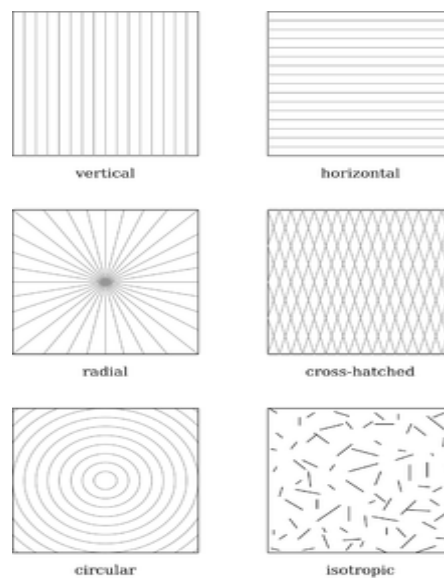 vertical
horizontal
radial
cross-hatched
circular
isotropic